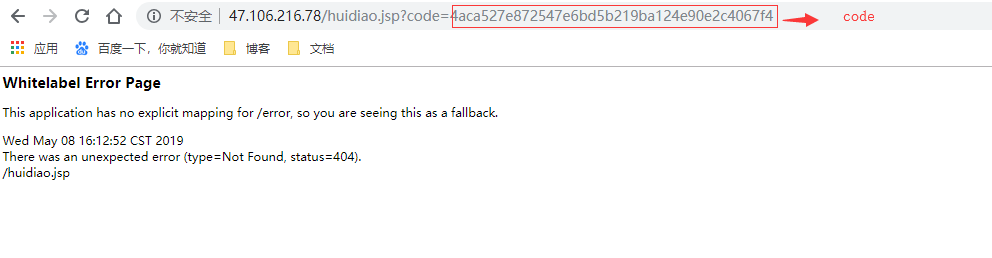 不安全 47.106.216.78/huidiao.jsp?code=4aca527e872547e6bd5b219ba124e90e2c4067f4 code
应用 百度一下，你就知道 博客 文档
Whitelabel Error Page
This application has no explicit mapping for /error, so you are seeing this as a fallback.
Wed May 08 16:12:52 CST 2019
There was an unexpected error (type=Not Found, status=404).
/huidiao.jsp